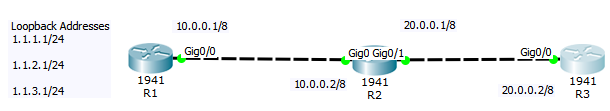 Loopback Addresses
1.1.1.1/24
1.1.2.1/24
1.1.3.1/24
10.0.0.1/8
20.0.0.1/8
Gig0/0
Gig0 Gig0/1
Gig0/0
10.0.0.2/8
20.0.0.2/8
1941
R1
1941
R2
1941
R3